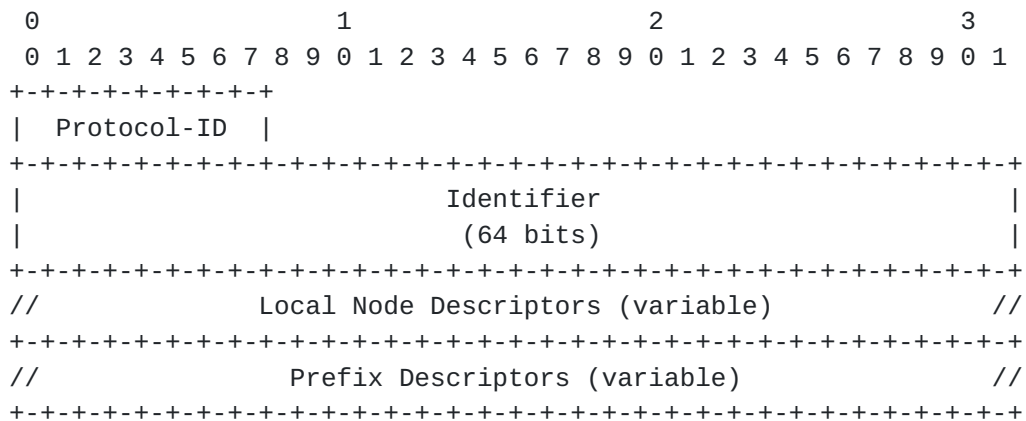 0                   1                   2                   3
 0 1 2 3 4 5 6 7 8 9 0 1 2 3 4 5 6 7 8 9 0 1 2 3 4 5 6 7 8 9 0 1
+-+-+-+-+-+-+-+-+
|  Protocol-ID  |
+-+-+-+-+-+-+-+-+-+-+-+-+-+-+-+-+-+-+-+-+-+-+-+-+-+-+-+-+-+-+-+-+
|                           Identifier                          |
|                            (64 bits)                          |
+-+-+-+-+-+-+-+-+-+-+-+-+-+-+-+-+-+-+-+-+-+-+-+-+-+-+-+-+-+-+-+-+
//              Local Node Descriptors (variable)              //
+-+-+-+-+-+-+-+-+-+-+-+-+-+-+-+-+-+-+-+-+-+-+-+-+-+-+-+-+-+-+-+-+
//                Prefix Descriptors (variable)                //
+-+-+-+-+-+-+-+-+-+-+-+-+-+-+-+-+-+-+-+-+-+-+-+-+-+-+-+-+-+-+-+-+